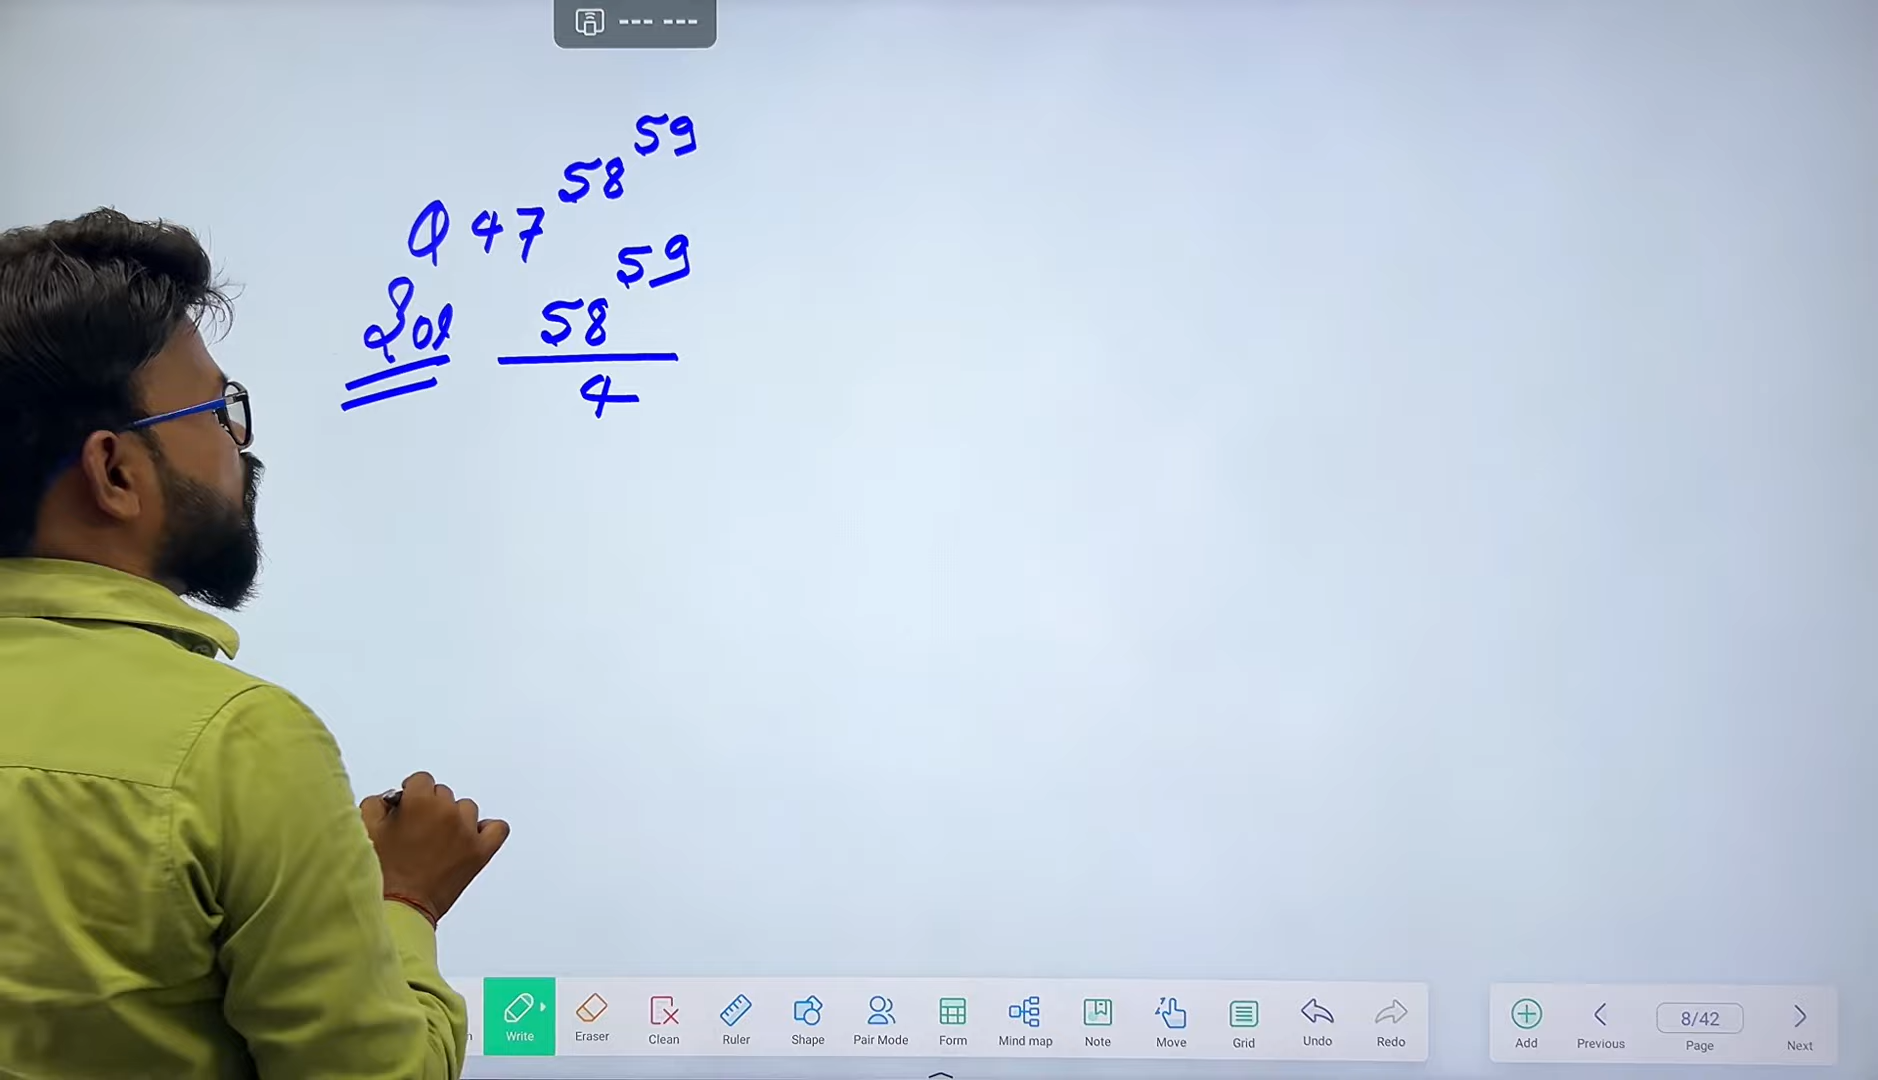 --- ---
Q 47^58^59
Sol 58^59
4
Write
Eraser
Clean
Ruler
Shape
Pair Mode
Form
Mind map
Note
Move
Grid
Undo
Redo
Add
Previous
8/42
Page
Next